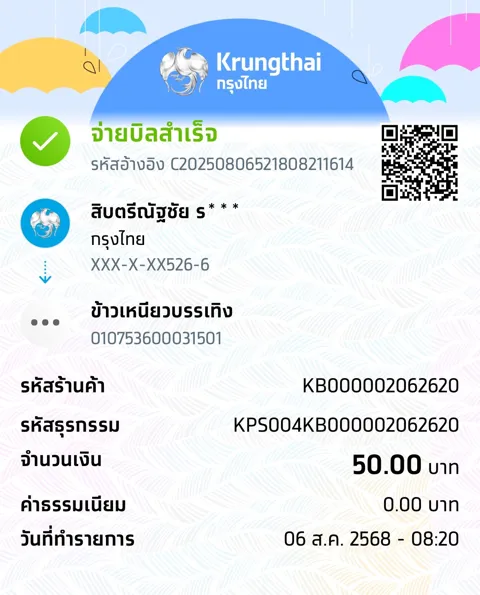 Krungthai
กรุงไทย
จ่ายบิลสำเร็จ
รหัสอ้างอิง C20250806521808211614
สิบตรีณัฐชัย ร***
กรุงไทย
XXX-X-XX526-6
ข้าวเหนียวบรรเทิง
010753600031501
รหัสร้านค้า KB000002062620
รหัสธุรกรรม KPS004KB000002062620
จำนวนเงิน 50.00 บาท
ค่าธรรมเนียม 0.00 บาท
วันที่ทำรายการ 06 ส.ค. 2568 - 08:20